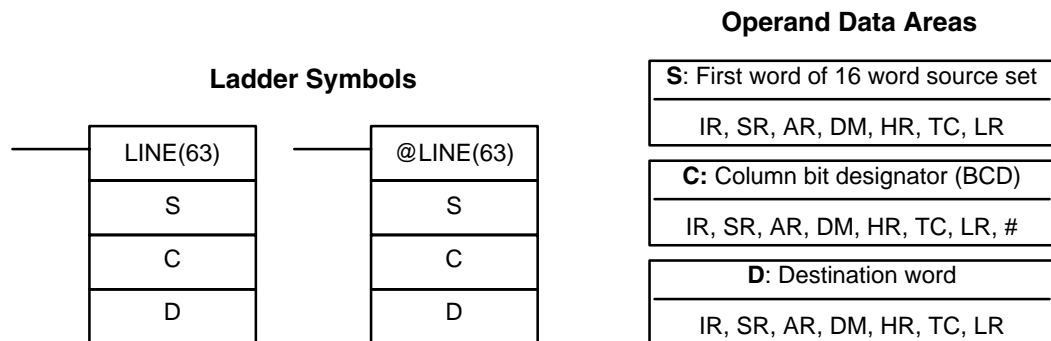 Ladder Symbols
LINE(63)
S
C
D
@LINE(63)
S
C
D
Operand Data Areas
S: First word of 16 word source set
IR, SR, AR, DM, HR, TC, LR
C: Column bit designator (BCD)
IR, SR, AR, DM, HR, TC, LR, #
D: Destination word
IR, SR, AR, DM, HR, TC, LR